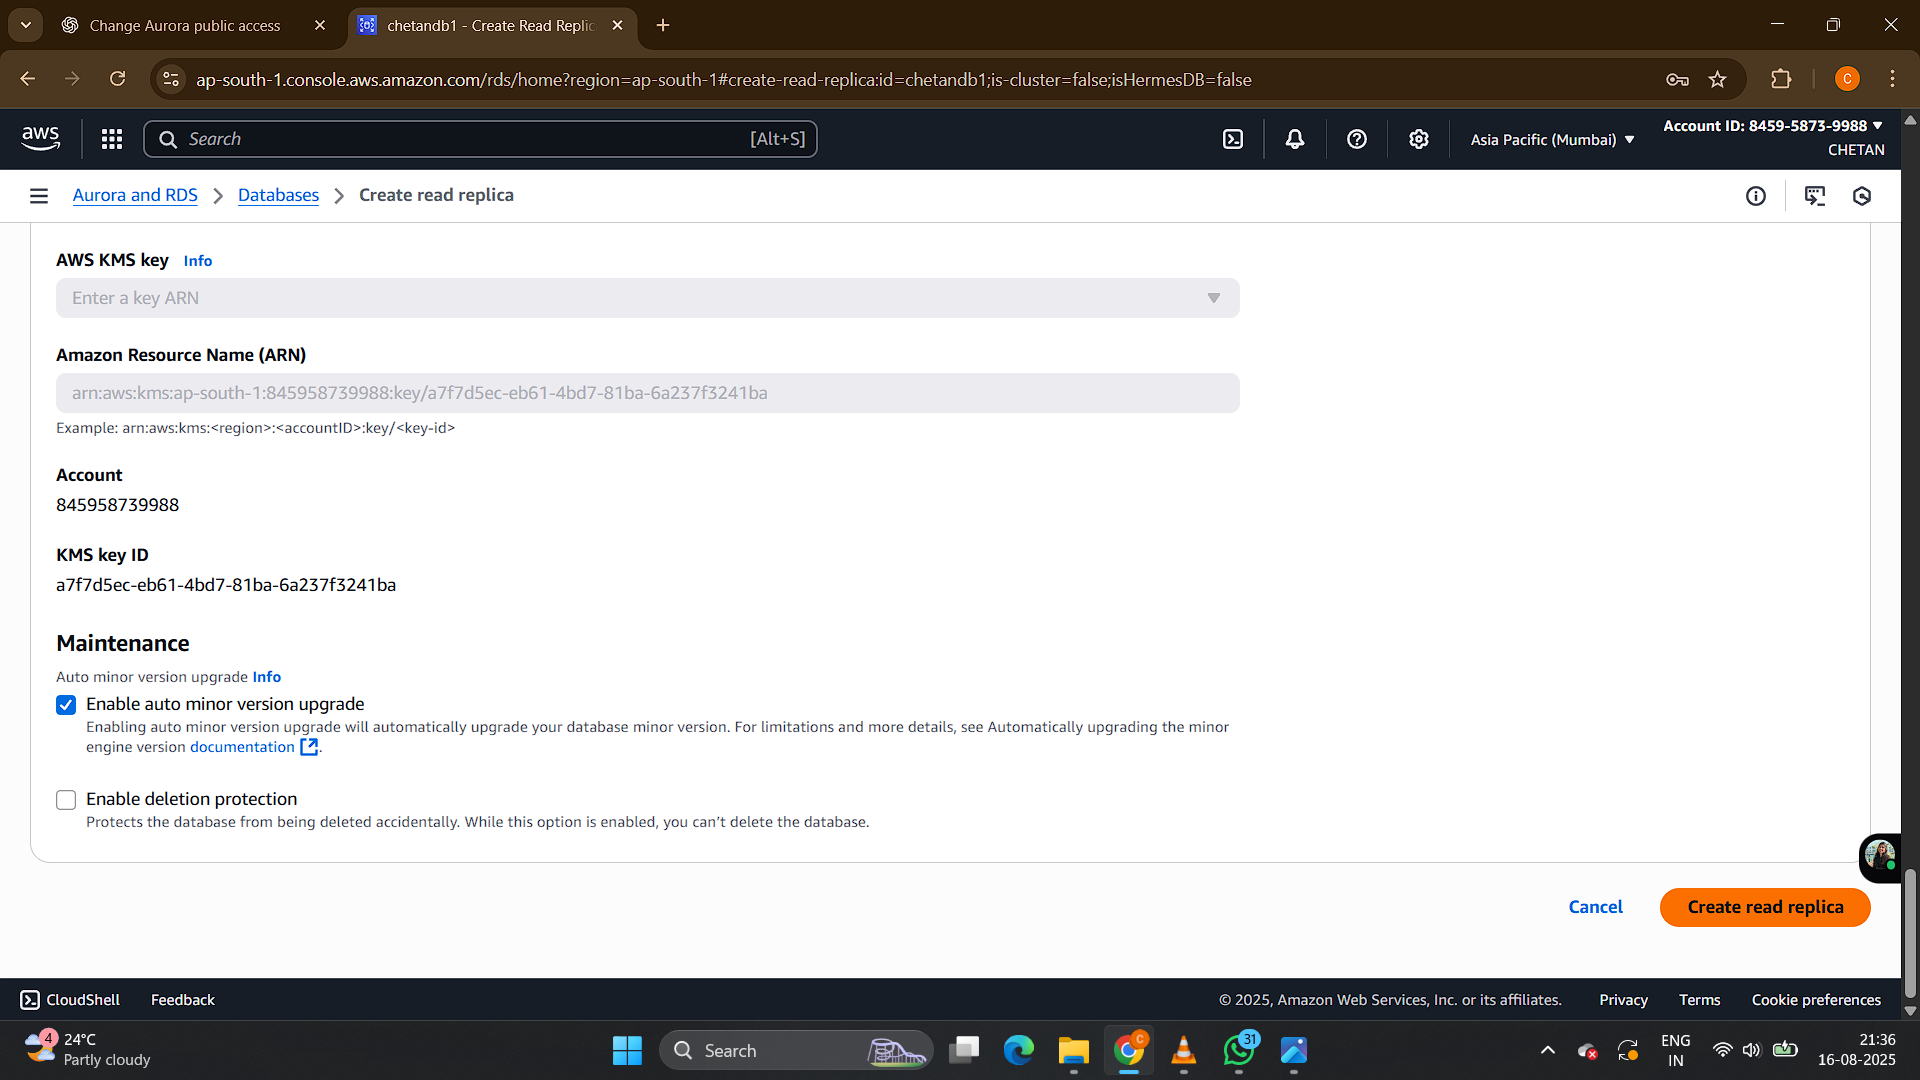 Change Aurora public access
chetandb1 - Create Read Replic
ap-south-1.console.aws.amazon.com/rds/home?region=ap-south-1#create-read-replica:id=chetandb1;is-cluster=false;isHermesDB=false
C
aws
Search
[Alt+S]
Asia Pacific (Mumbai)
Account ID: 8459-5873-9988
CHETAN
Aurora and RDS
Databases
Create read replica
AWS KMS key Info
Enter a key ARN
Amazon Resource Name (ARN)
arn:aws:kms:ap-south-1:845958739988:key/a7f7d5ec-eb61-4bd7-81ba-6a237f3241ba
Example: arn:aws:kms:<region>:<accountID>:key/<key-id>
Account
845958739988
KMS key ID
a7f7d5ec-eb61-4bd7-81ba-6a237f3241ba
Maintenance
Auto minor version upgrade Info
Enable auto minor version upgrade
Enabling auto minor version upgrade will automatically upgrade your database minor version. For limitations and more details, see Automatically upgrading the minor
engine version documentation .
Enable deletion protection
Protects the database from being deleted accidentally. While this option is enabled, you can't delete the database.
Cancel
Create read replica
CloudShell
Feedback
© 2025, Amazon Web Services, Inc. or its affiliates.
Privacy
Terms
Cookie preferences
4
24°C
Partly cloudy
Search
C
31
ENG
IN
21:36
16-08-2025